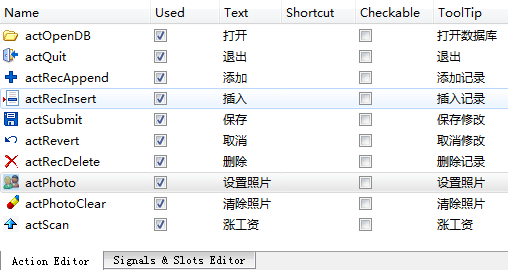 Name Used Text Shortcut Checkable ToolTip
actOpenDB 打开 打开数据库
actQuit 退出 退出
actRecAppend 添加 添加记录
actRecInsert 插入 插入记录
actSubmit 保存 保存修改
actRevert 取消 取消修改
actRecDelete 删除 删除记录
actPhoto 设置照片 设置照片
actPhotoClear 清除照片 清除照片
actScan 涨工资 涨工资
Action Editor Signals & Slots Editor